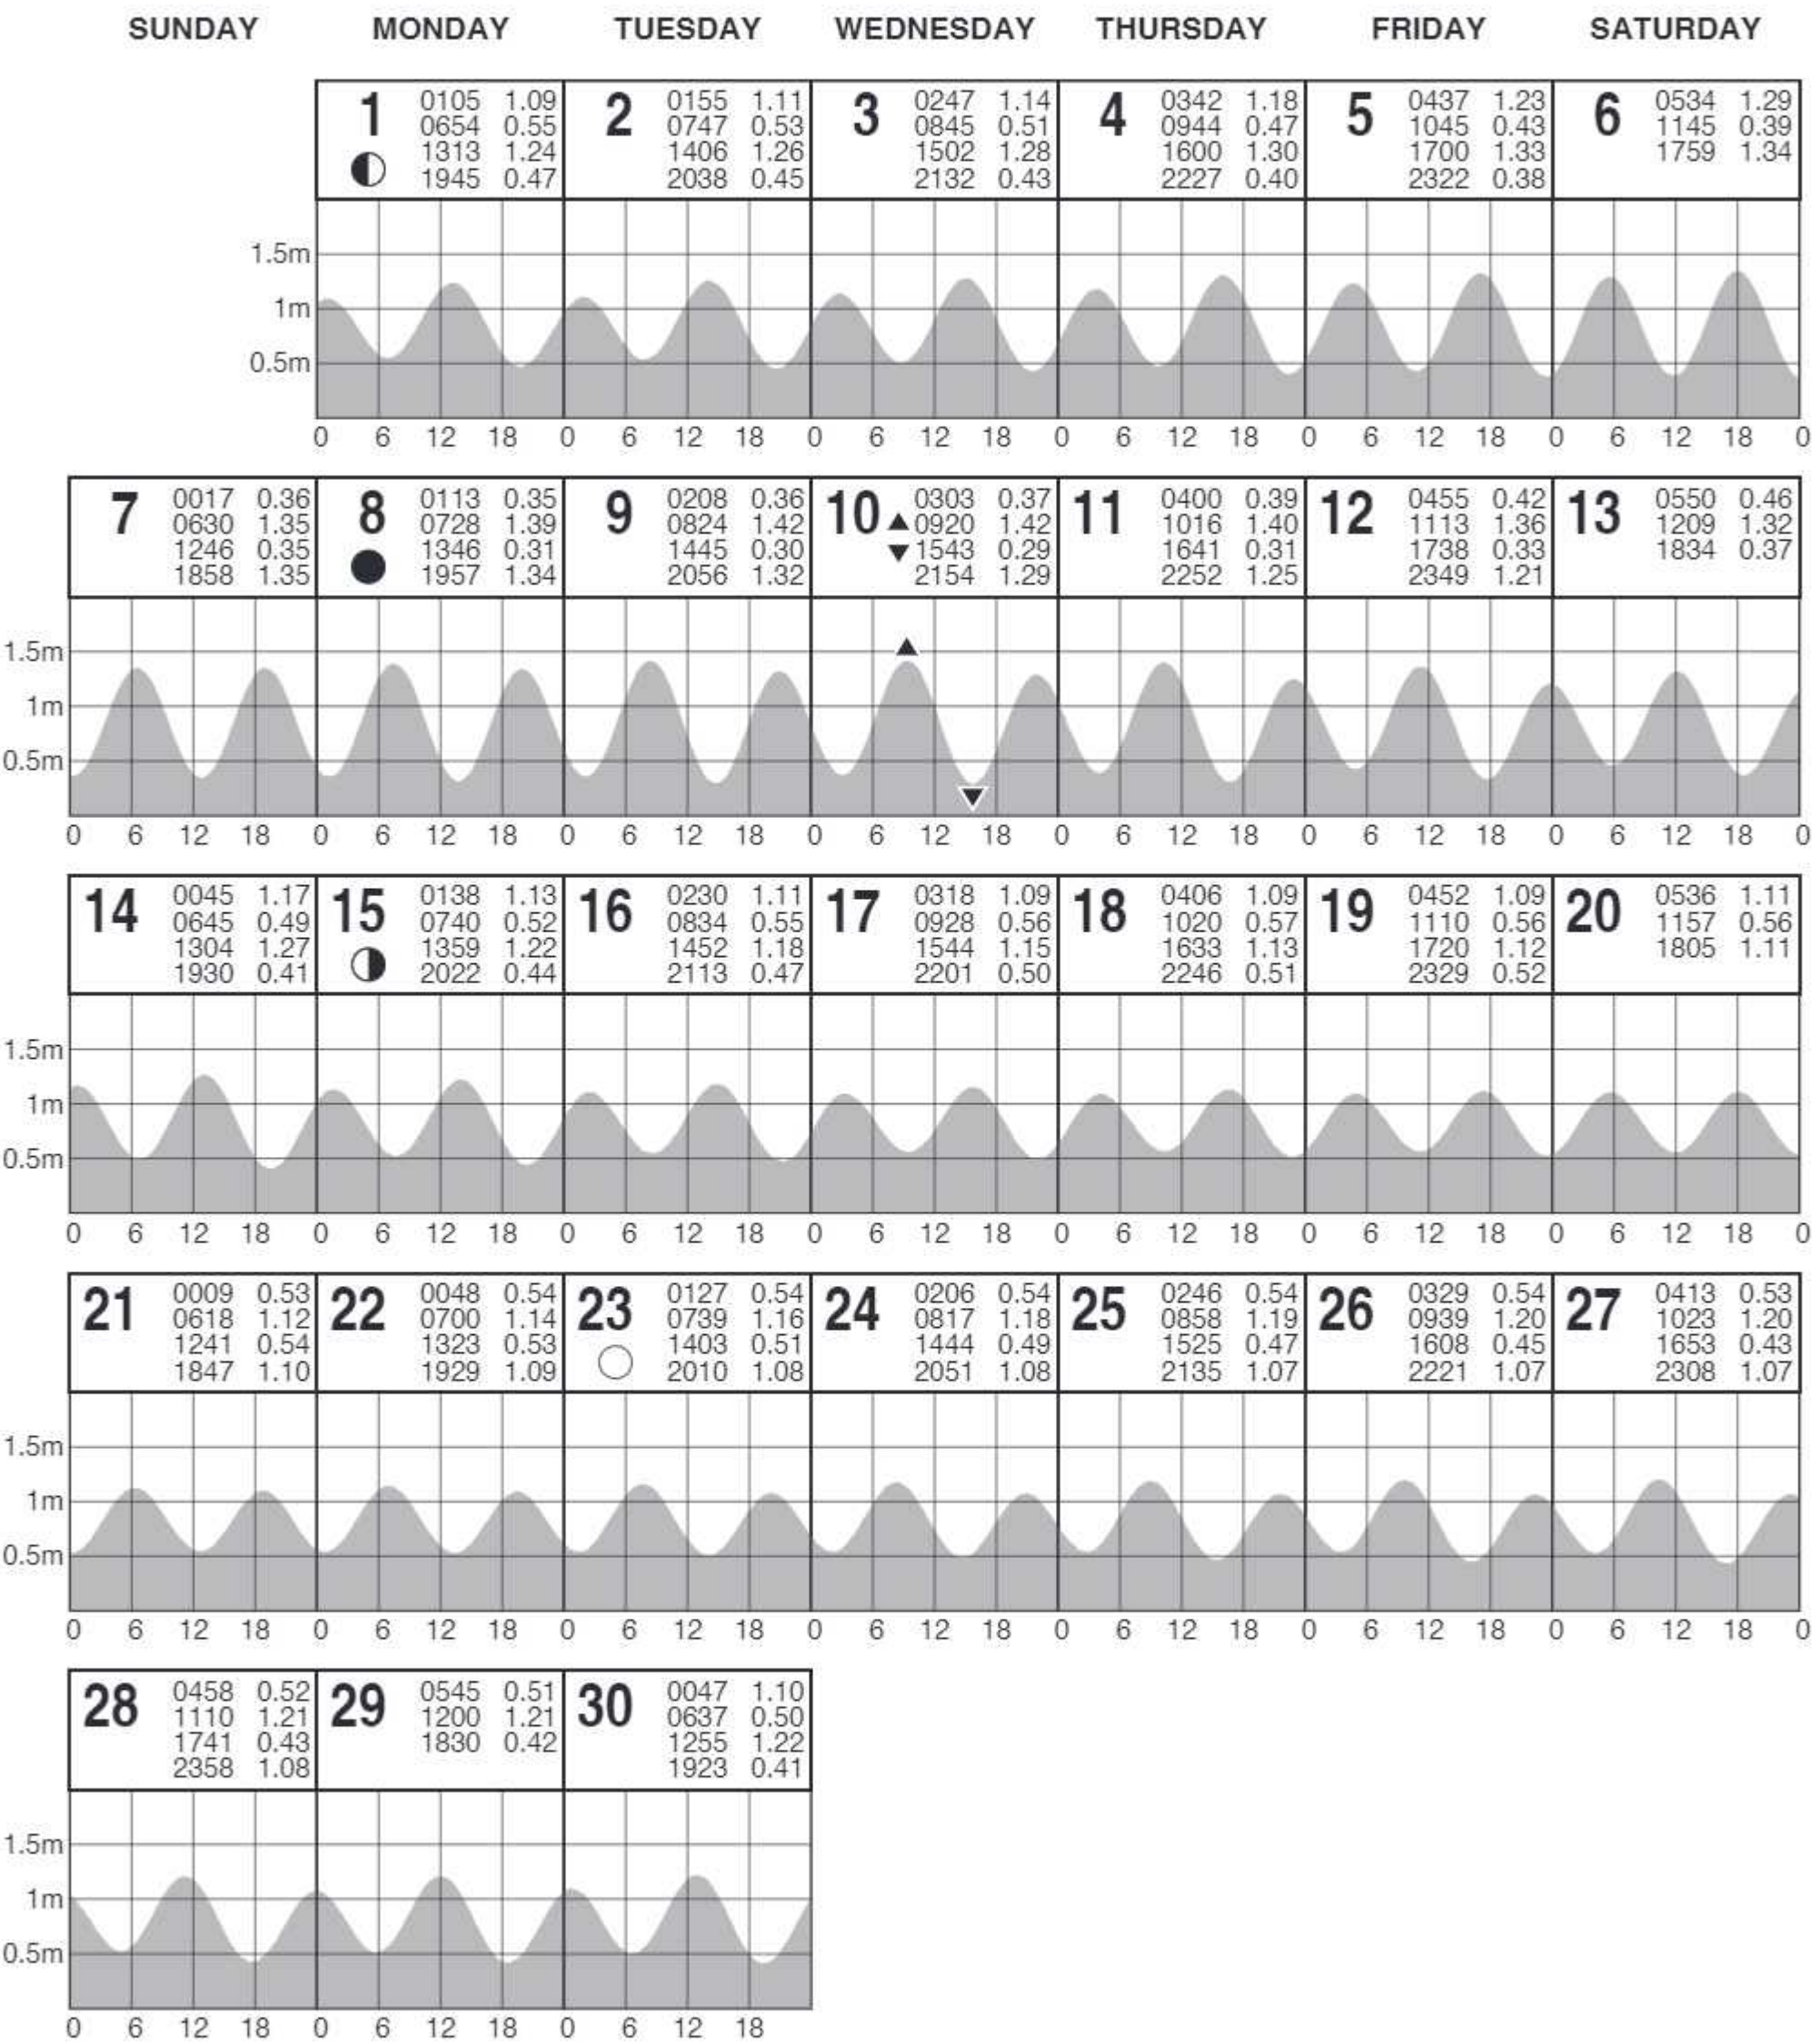 SUNDAY MONDAY TUESDAY WEDNESDAY THURSDAY FRIDAY SATURDAY
1 0105 1.09
0654 0.55
1313 1.24
1945 0.47
2 0155 1.11
0747 0.53
1406 1.26
2038 0.45
3 0247 1.14
0845 0.51
1502 1.28
2132 0.43
4 0342 1.18
0944 0.47
1600 1.30
2227 0.40
5 0437 1.23
1045 0.43
1700 1.33
2322 0.38
6 0534 1.29
1145 0.39
1759 1.34
1.5m
1m
0.5m
0 6 12 18 0 6 12 18 0 6 12 18 0 6 12 18 0 6 12 18 0 6 12 18 0
7 0017 0.36
0630 1.35
1246 0.35
1858 1.35
8 0113 0.35
0728 1.39
1346 0.31
1957 1.34
9 0208 0.36
0824 1.42
1445 0.30
2056 1.32
10 0303 0.37
▲0920 1.42
▼1543 0.29
2154 1.29
11 0400 0.39
1016 1.40
1641 0.31
2252 1.25
12 0455 0.42
1113 1.36
1738 0.33
2349 1.21
13 0550 0.46
1209 1.32
1834 0.37
1.5m
1m
0.5m
0 6 12 18 0 6 12 18 0 6 12 18 0 6 12 18 0 6 12 18 0 6 12 18 0 6 12 18 0
14 0045 1.17
0645 0.49
1304 1.27
1930 0.41
15 0138 1.13
0740 0.52
1359 1.22
2022 0.44
16 0230 1.11
0834 0.55
1452 1.18
2113 0.47
17 0318 1.09
0928 0.56
1544 1.15
2201 0.50
18 0406 1.09
1020 0.57
1633 1.13
2246 0.51
19 0452 1.09
1110 0.56
1720 1.12
2329 0.52
20 0536 1.11
1157 0.56
1805 1.11
1.5m
1m
0.5m
0 6 12 18 0 6 12 18 0 6 12 18 0 6 12 18 0 6 12 18 0 6 12 18 0 6 12 18 0
21 0009 0.53
0618 1.12
1241 0.54
1847 1.10
22 0048 0.54
0700 1.14
1323 0.53
1929 1.09
23 0127 0.54
0739 1.16
1403 0.51
2010 1.08
24 0206 0.54
0817 1.18
1444 0.49
2051 1.08
25 0246 0.54
0858 1.19
1525 0.47
2135 1.07
26 0329 0.54
0939 1.20
1608 0.45
2221 1.07
27 0413 0.53
1023 1.20
1653 0.43
2308 1.07
1.5m
1m
0.5m
0 6 12 18 0 6 12 18 0 6 12 18 0 6 12 18 0 6 12 18 0 6 12 18 0 6 12 18 0
28 0458 0.52
1110 1.21
1741 0.43
2358 1.08
29 0545 0.51
1200 1.21
1830 0.42
30 0047 1.10
0637 0.50
1255 1.22
1923 0.41
1.5m
1m
0.5m
0 6 12 18 0 6 12 18 0 6 12 18